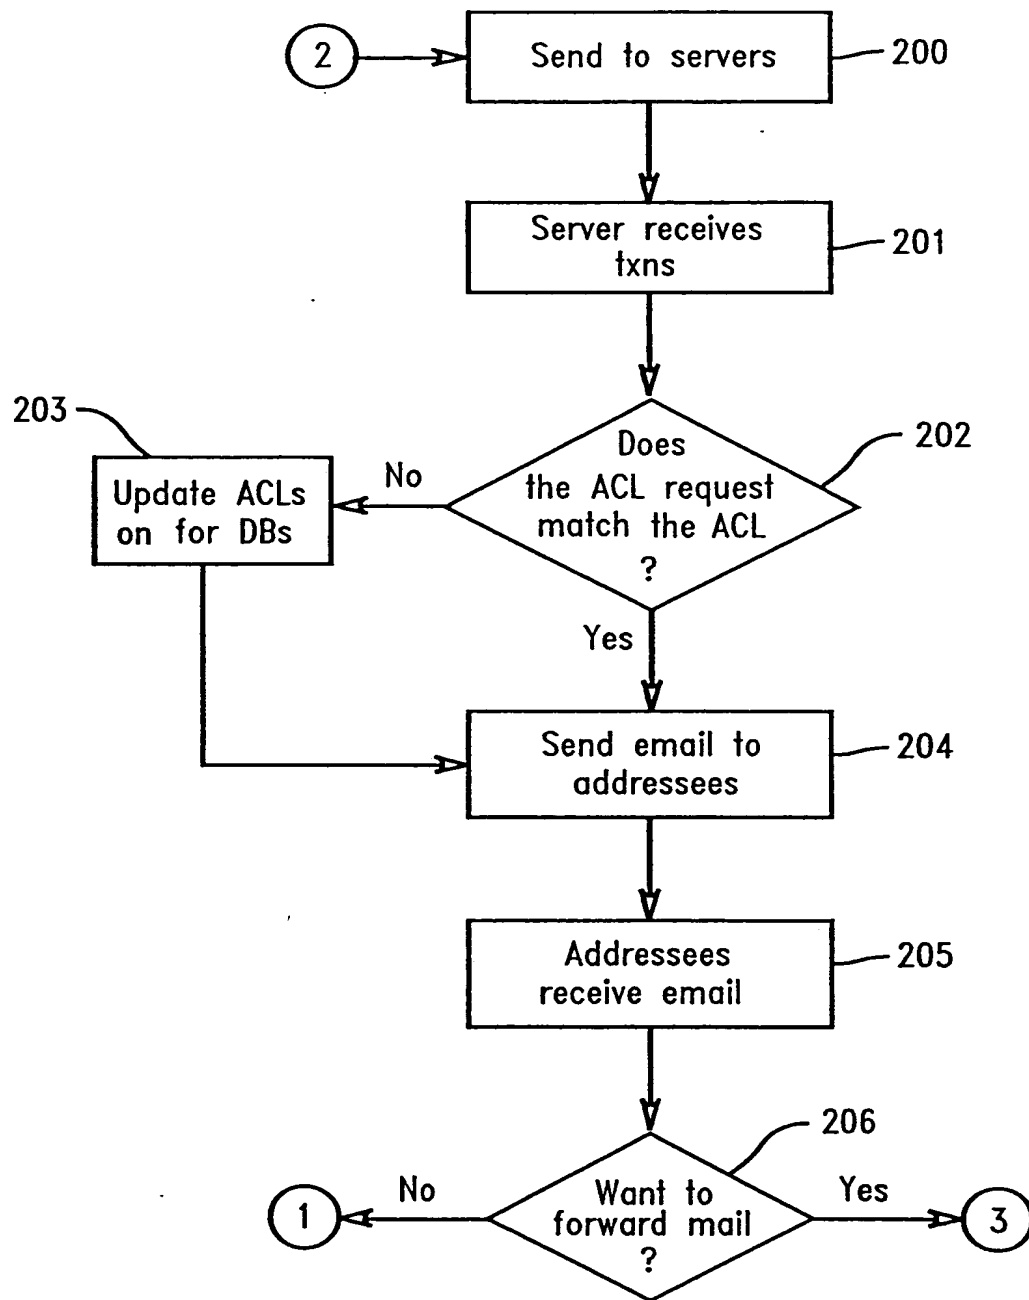 2
Send to servers
200
Server receives
txns
201
203
202
Does
the ACL request
match the ACL
?
No
Update ACLs
on for DBs
Yes
Send email to
addressees
204
Addressees
receive email
205
206
Want to
forward mail
?
No
Yes
1
3